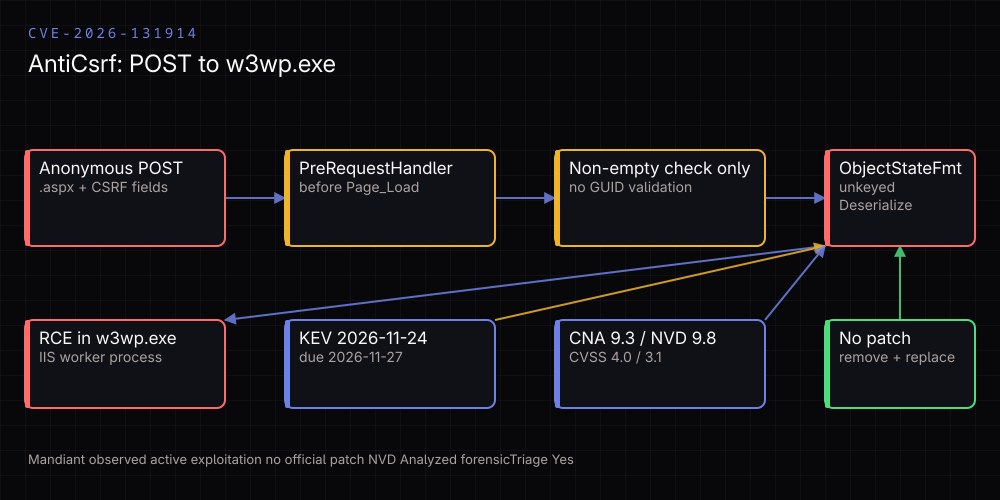 CVE-2026-131914
AntiCsrf: POST to w3wp.exe
Anonymous POST
.aspx + CSRF fields
PreRequestHandler
before Page_Load
Non-empty check only
no GUID validation
ObjectStateFmt
unkeyed
Deserialize
RCE in w3wp.exe
IIS worker process
KEV 2026-11-24
due 2026-11-27
CNA 9.3 / NVD 9.8
CVSS 4.0 / 3.1
No patch
remove + replace
Mandiant observed active exploitation no official patch NVD Analyzed forensicTriage Yes